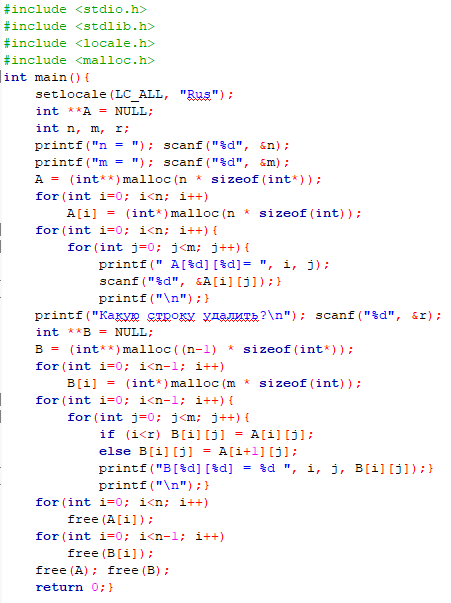 #include <stdio.h>
#include <stdlib.h>
#include <locale.h>
#include <malloc.h>
int main(){
    setlocale(LC_ALL, "Rus");
    int **A = NULL;
    int n, m, r;
    printf("n = "); scanf("%d", &n);
    printf("m = "); scanf("%d", &m);
    A = (int**)malloc(n * sizeof(int*));
    for(int i=0; i<n; i++)
        A[i] = (int*)malloc(n * sizeof(int));
    for(int i=0; i<n; i++){
        for(int j=0; j<m; j++){
            printf(" A[%d][%d]= ", i, j);
            scanf("%d", &A[i][j]);}
            printf("\n");}
    printf("Какую строку удалить?\n"); scanf("%d", &r);
    int **B = NULL;
    B = (int**)malloc((n-1) * sizeof(int*));
    for(int i=0; i<n-1; i++)
        B[i] = (int*)malloc(m * sizeof(int));
    for(int i=0; i<n-1; i++){
        for(int j=0; j<m; j++){
            if (i<r) B[i][j] = A[i][j];
            else B[i][j] = A[i+1][j];
            printf("B[%d][%d] = %d ", i, j, B[i][j]);}
            printf("\n");}
    for(int i=0; i<n; i++)
        free(A[i]);
    for(int i=0; i<n-1; i++)
        free(B[i]);
    free(A); free(B);
    return 0;}